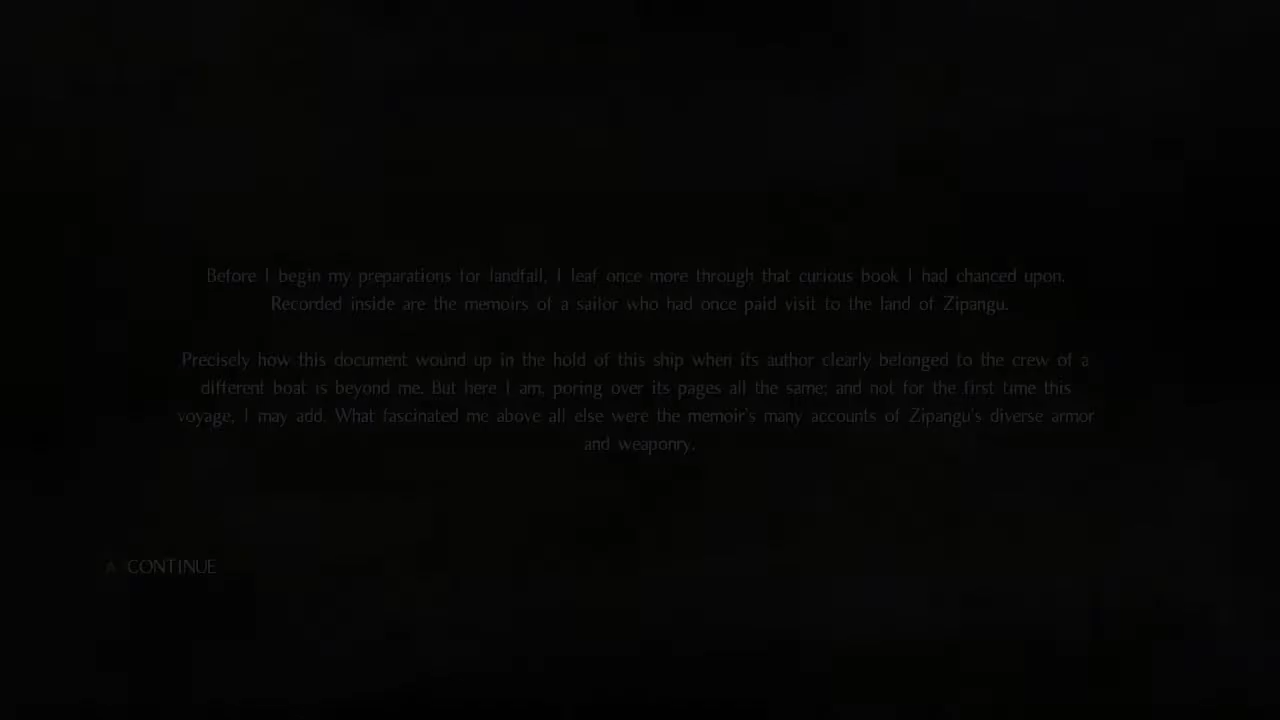 Before I begin my preparations for landfall, I leaf once more through that curious book I had chanced upon.
Recorded inside are the memoirs of a sailor who had once paid visit to the land of Zipangu.
Precisely how this document wound up in the hold of this ship when its author clearly belonged to the crew of a
different boat is beyond me. But here I am, poring over its pages all the same; and not for the first time this
voyage, I may add. What fascinated me above all else were the memoir's many accounts of Zipangu's diverse armor
and weaponry.
A CONTINUE